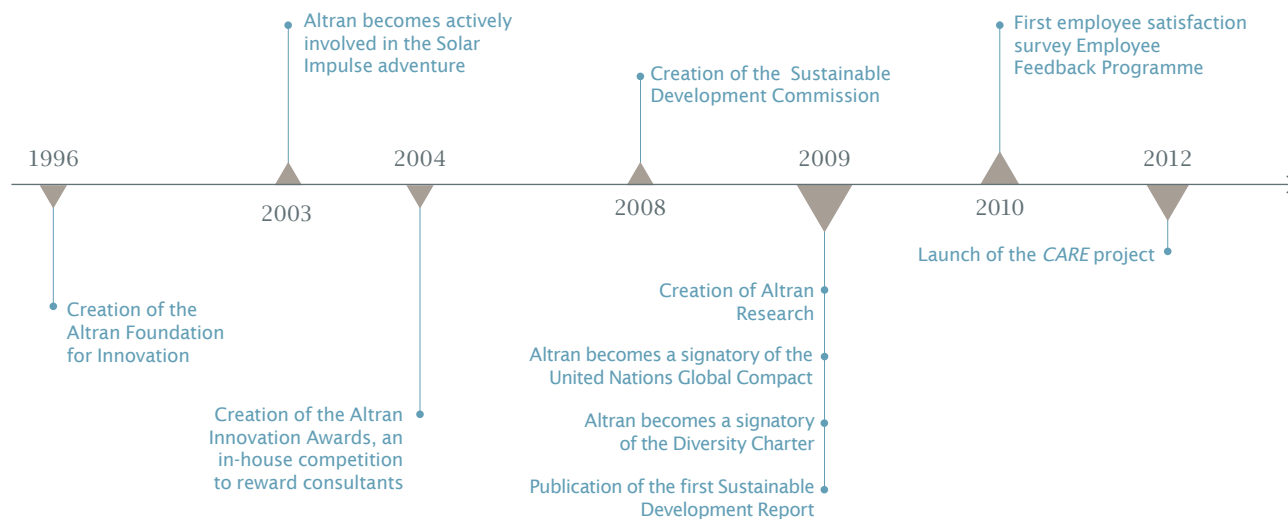 1996
Creation of the
Altran Foundation
for Innovation
Altran becomes actively
involved in the Solar
Impulse adventure
2003
2004
Creation of the Altran
Innovation Awards, an
in-house competition
to reward consultants
Creation of the Sustainable
Development Commission
2008
2009
Creation of Altran
Research
Altran becomes a signatory of the
United Nations Global Compact
Altran becomes a signatory
of the Diversity Charter
Publication of the first Sustainable
Development Report
First employee satisfaction
survey Employee
Feedback Programme
2010
2012
Launch of the CARE project